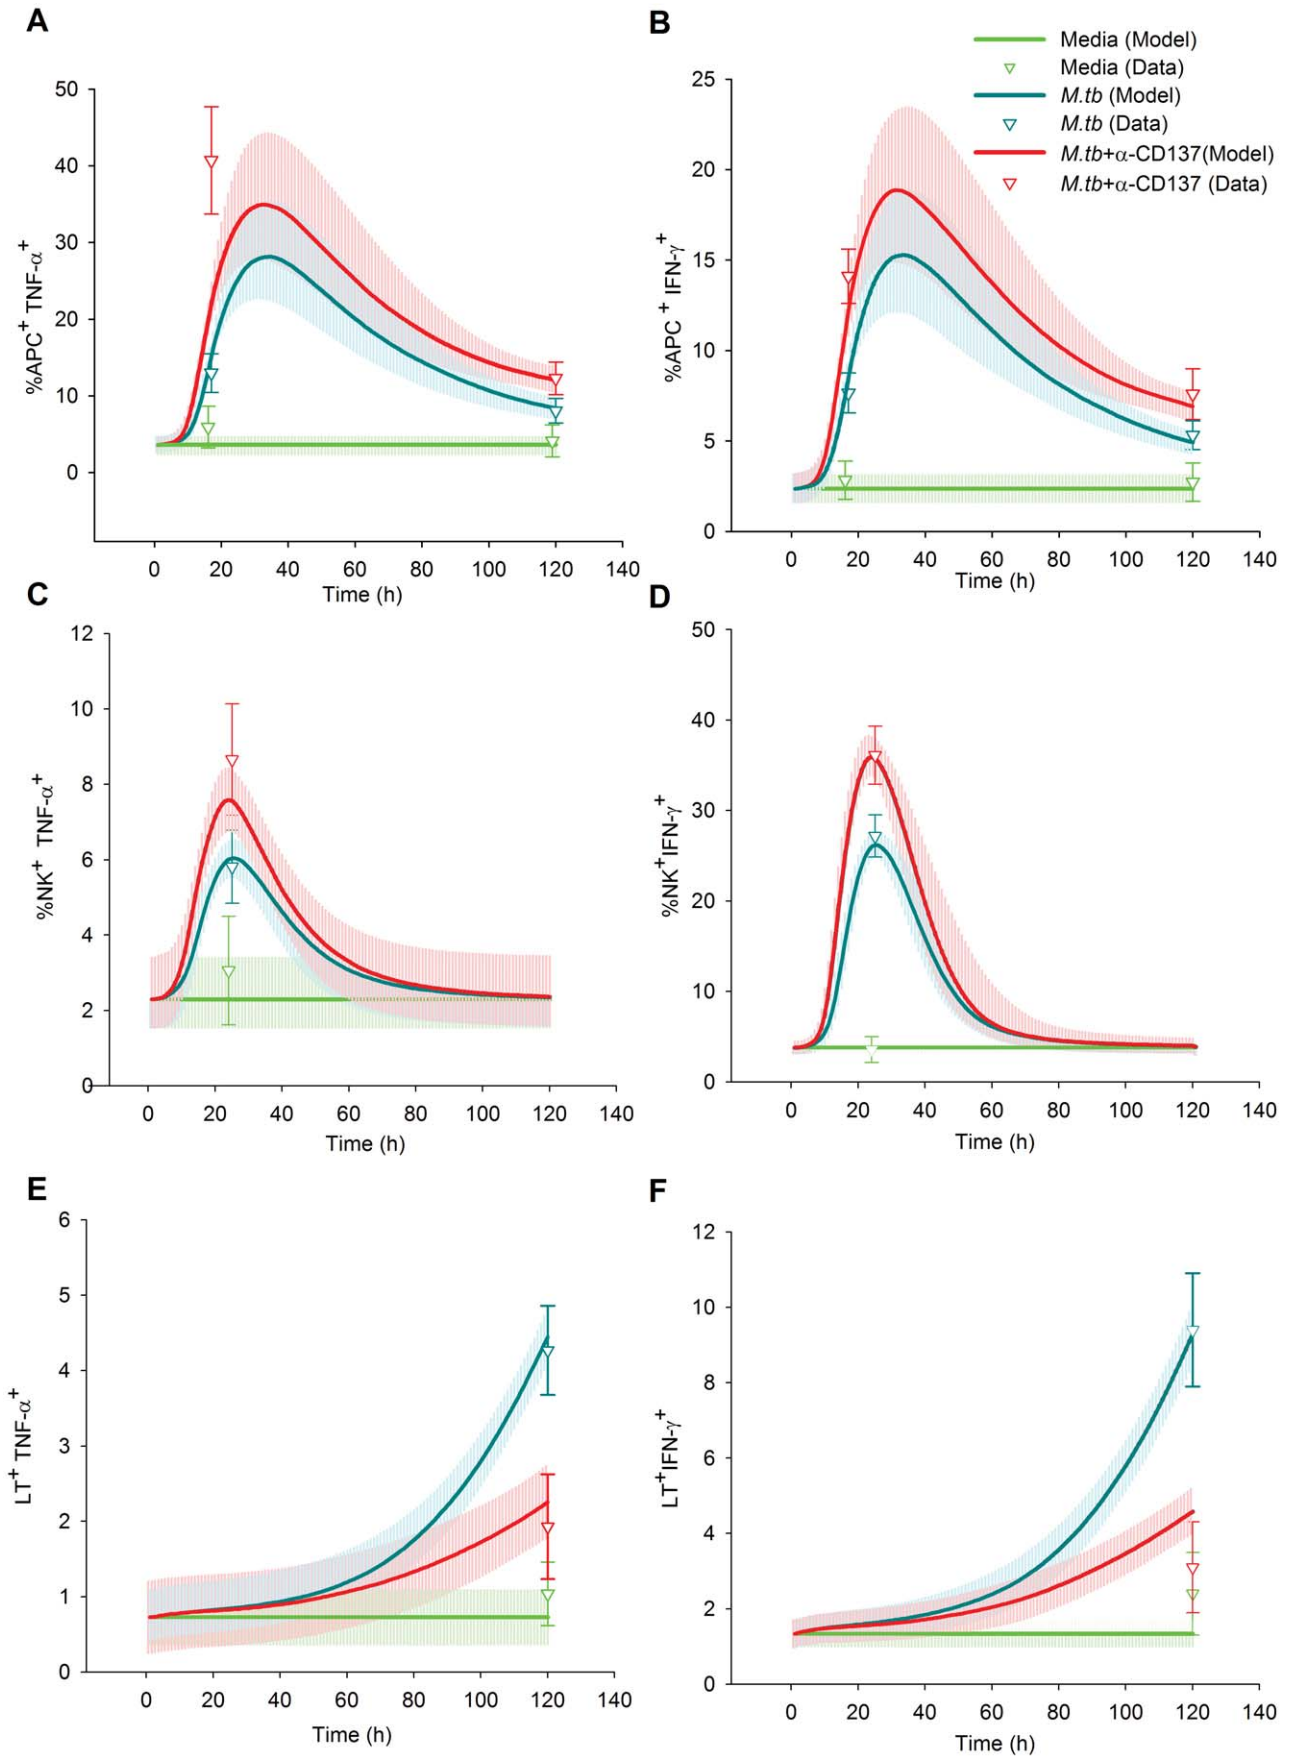 A
50
40
30
20
10
0
%APC+ TNF-α+
0 20 40 60 80 100 120 140
Time (h)
B
Media (Model)
Media (Data)
M.tb (Model)
M.tb (Data)
M.tb+α-CD137(Model)
M.tb+α-CD137 (Data)
25
20
15
10
5
0
%APC + IFN-γ+
0 20 40 60 80 100 120 140
Time (h)
C
12
10
8
6
4
2
0
%NK+ TNF-α+
0 20 40 60 80 100 120 140
Time (h)
D
50
40
30
20
10
0
%NK+IFN-γ+
0 20 40 60 80 100 120 140
Time (h)
E
6
5
4
3
2
1
0
LT+ TNF-α+
0 20 40 60 80 100 120 140
Time (h)
F
12
10
8
6
4
2
0
LT+IFN-γ+
0 20 40 60 80 100 120 140
Time (h)